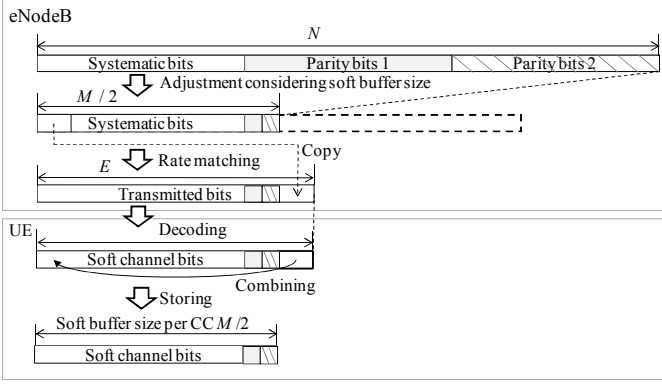 eNodeB
N
Systematic bits Parity bits 1 Parity bits 2
Adjustment considering soft buffer size
M / 2
Systematic bits
Copy
Rate matching
E
Transmitted bits
UE
Decoding
Soft channel bits
Combining
Storing
Soft buffer size per CC M /2
Soft channel bits